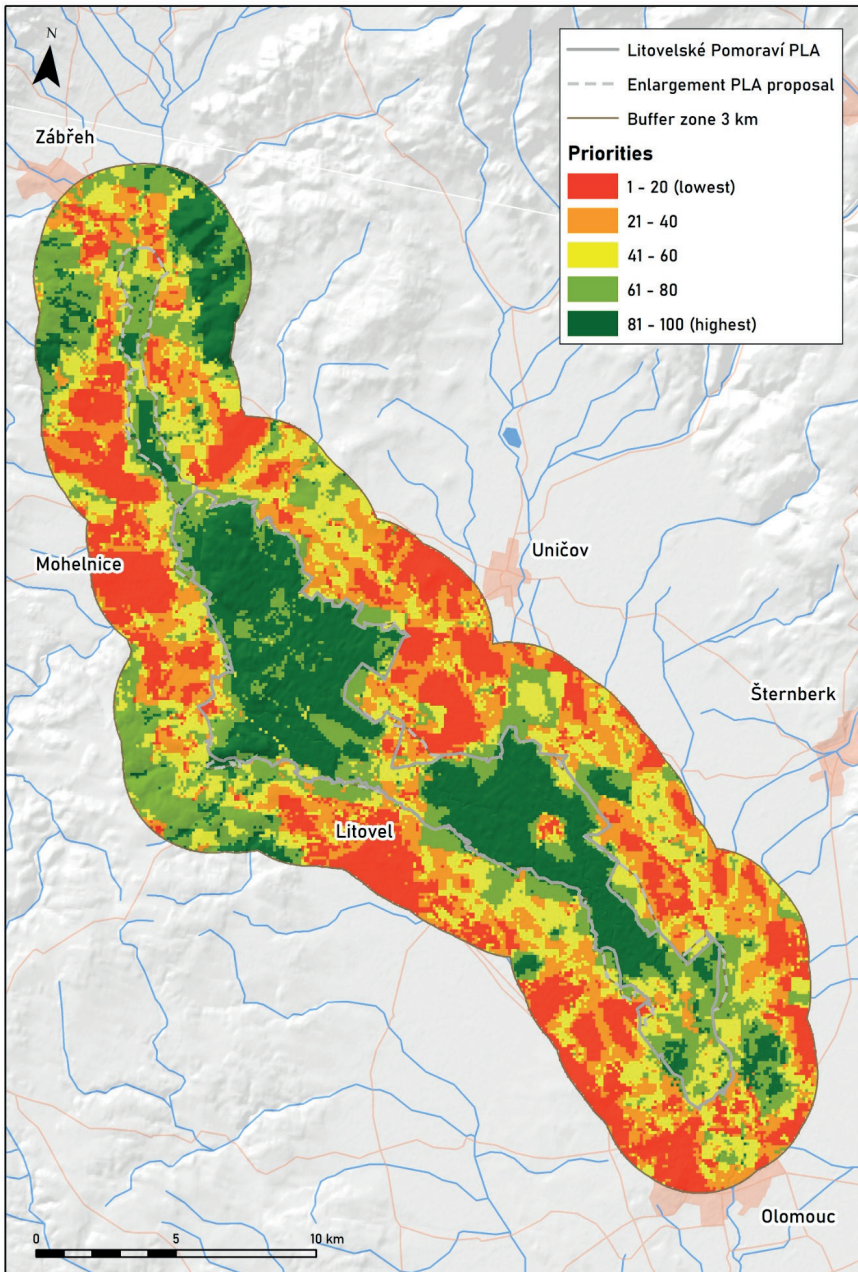 N
Litovelské Pomoraví PLA
Enlargement PLA proposal
Buffer zone 3 km
Priorities
1 - 20 (lowest)
21 - 40
41 - 60
61 - 80
81 - 100 (highest)
Zábřeh
Mohelnice
Uničov
Šternberk
Litovel
Olomouc
0 5 10 km